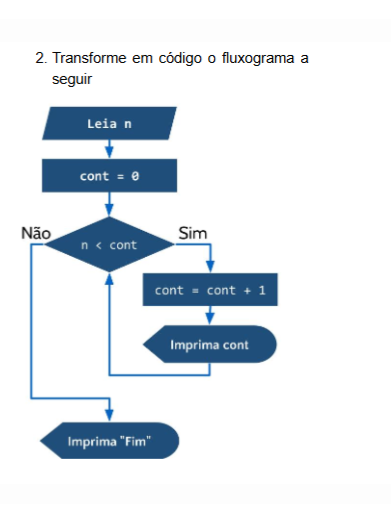 2. Transforme em código o fluxograma a
seguir
Leia n
cont = 0
Não
Sim
n < cont
cont = cont + 1
Imprima cont
Imprima "Fim"